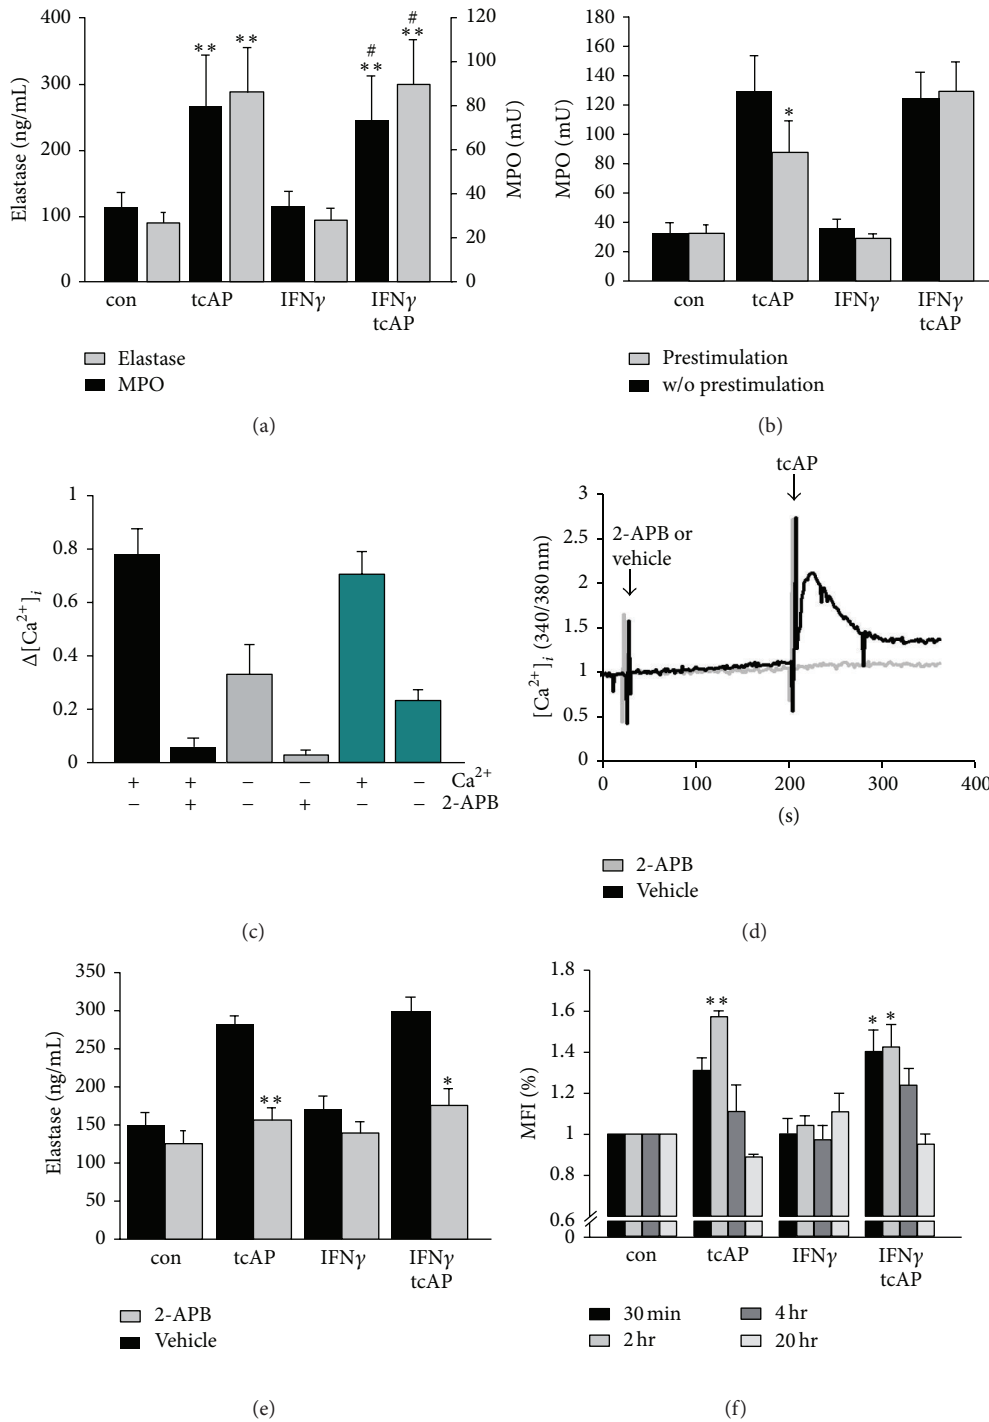 400
300
200
100
0
Elastase (ng/mL)
120
100
80
60
40
20
0
MPO (mU)
** ** # ** # **
con tcAP IFNγ IFNγ
tcAP
Elastase
MPO
(a)
180
160
140
120
100
80
60
40
20
0
MPO (mU)
*
con tcAP IFNγ IFNγ
tcAP
Prestimulation
w/o prestimulation
(b)
1
0.8
0.6
0.4
0.2
0
Δ[Ca²⁺]ᵢ
+ + − − + − Ca²⁺
− + − + − − 2-APB
(c)
tcAP
2-APB or
vehicle
3
2.5
2
1.5
1
0.5
0
[Ca²⁺]ᵢ (340/380 nm)
0 100 200 300 400
(s)
2-APB
Vehicle
(d)
350
300
250
200
150
100
50
0
Elastase (ng/mL)
** *
con tcAP IFNγ IFNγ
tcAP
2-APB
Vehicle
(e)
1.8
1.6
1.4
1.2
1
0.8
0.6
0
MFI (%)
** * *
con tcAP IFNγ IFNγ
tcAP
30 min 4 hr
2 hr 20 hr
(f)